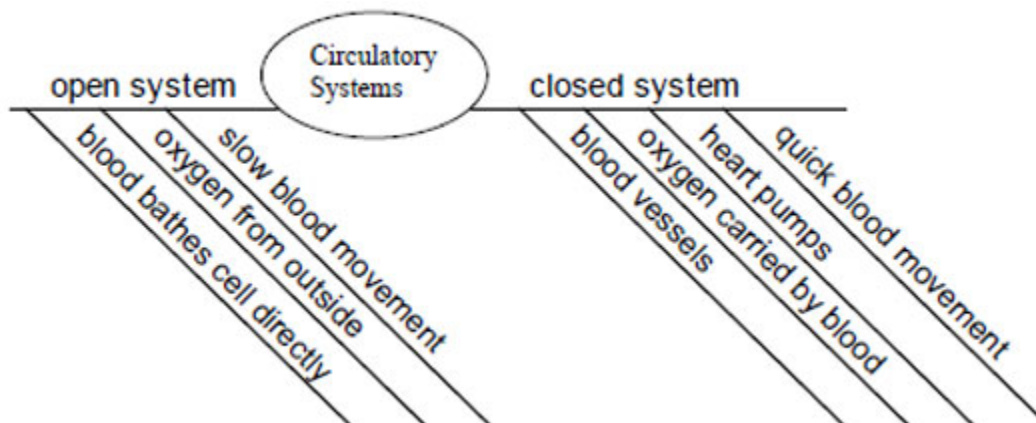 Circulatory
Systems
open system
blood bathes cell directly
oxygen from outside
slow blood movement
closed system
blood vessels
oxygen carried by blood
heart pumps
quick blood movement